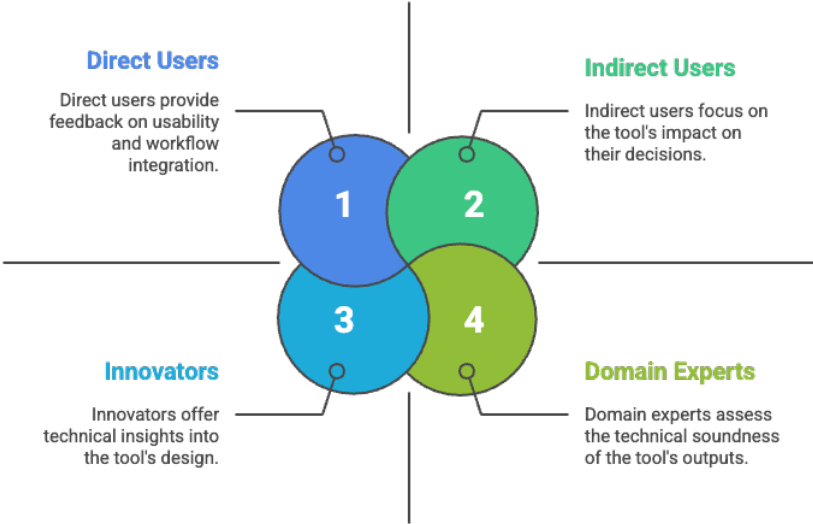 Direct Users
Direct users provide
feedback on usability
and workflow
integration.
Indirect Users
Indirect users focus on
the tool's impact on
their decisions.
1
2
3
4
Innovators
Innovators offer
technical insights into
the tool's design.
Domain Experts
Domain experts assess
the technical soundness
of the tool's outputs.